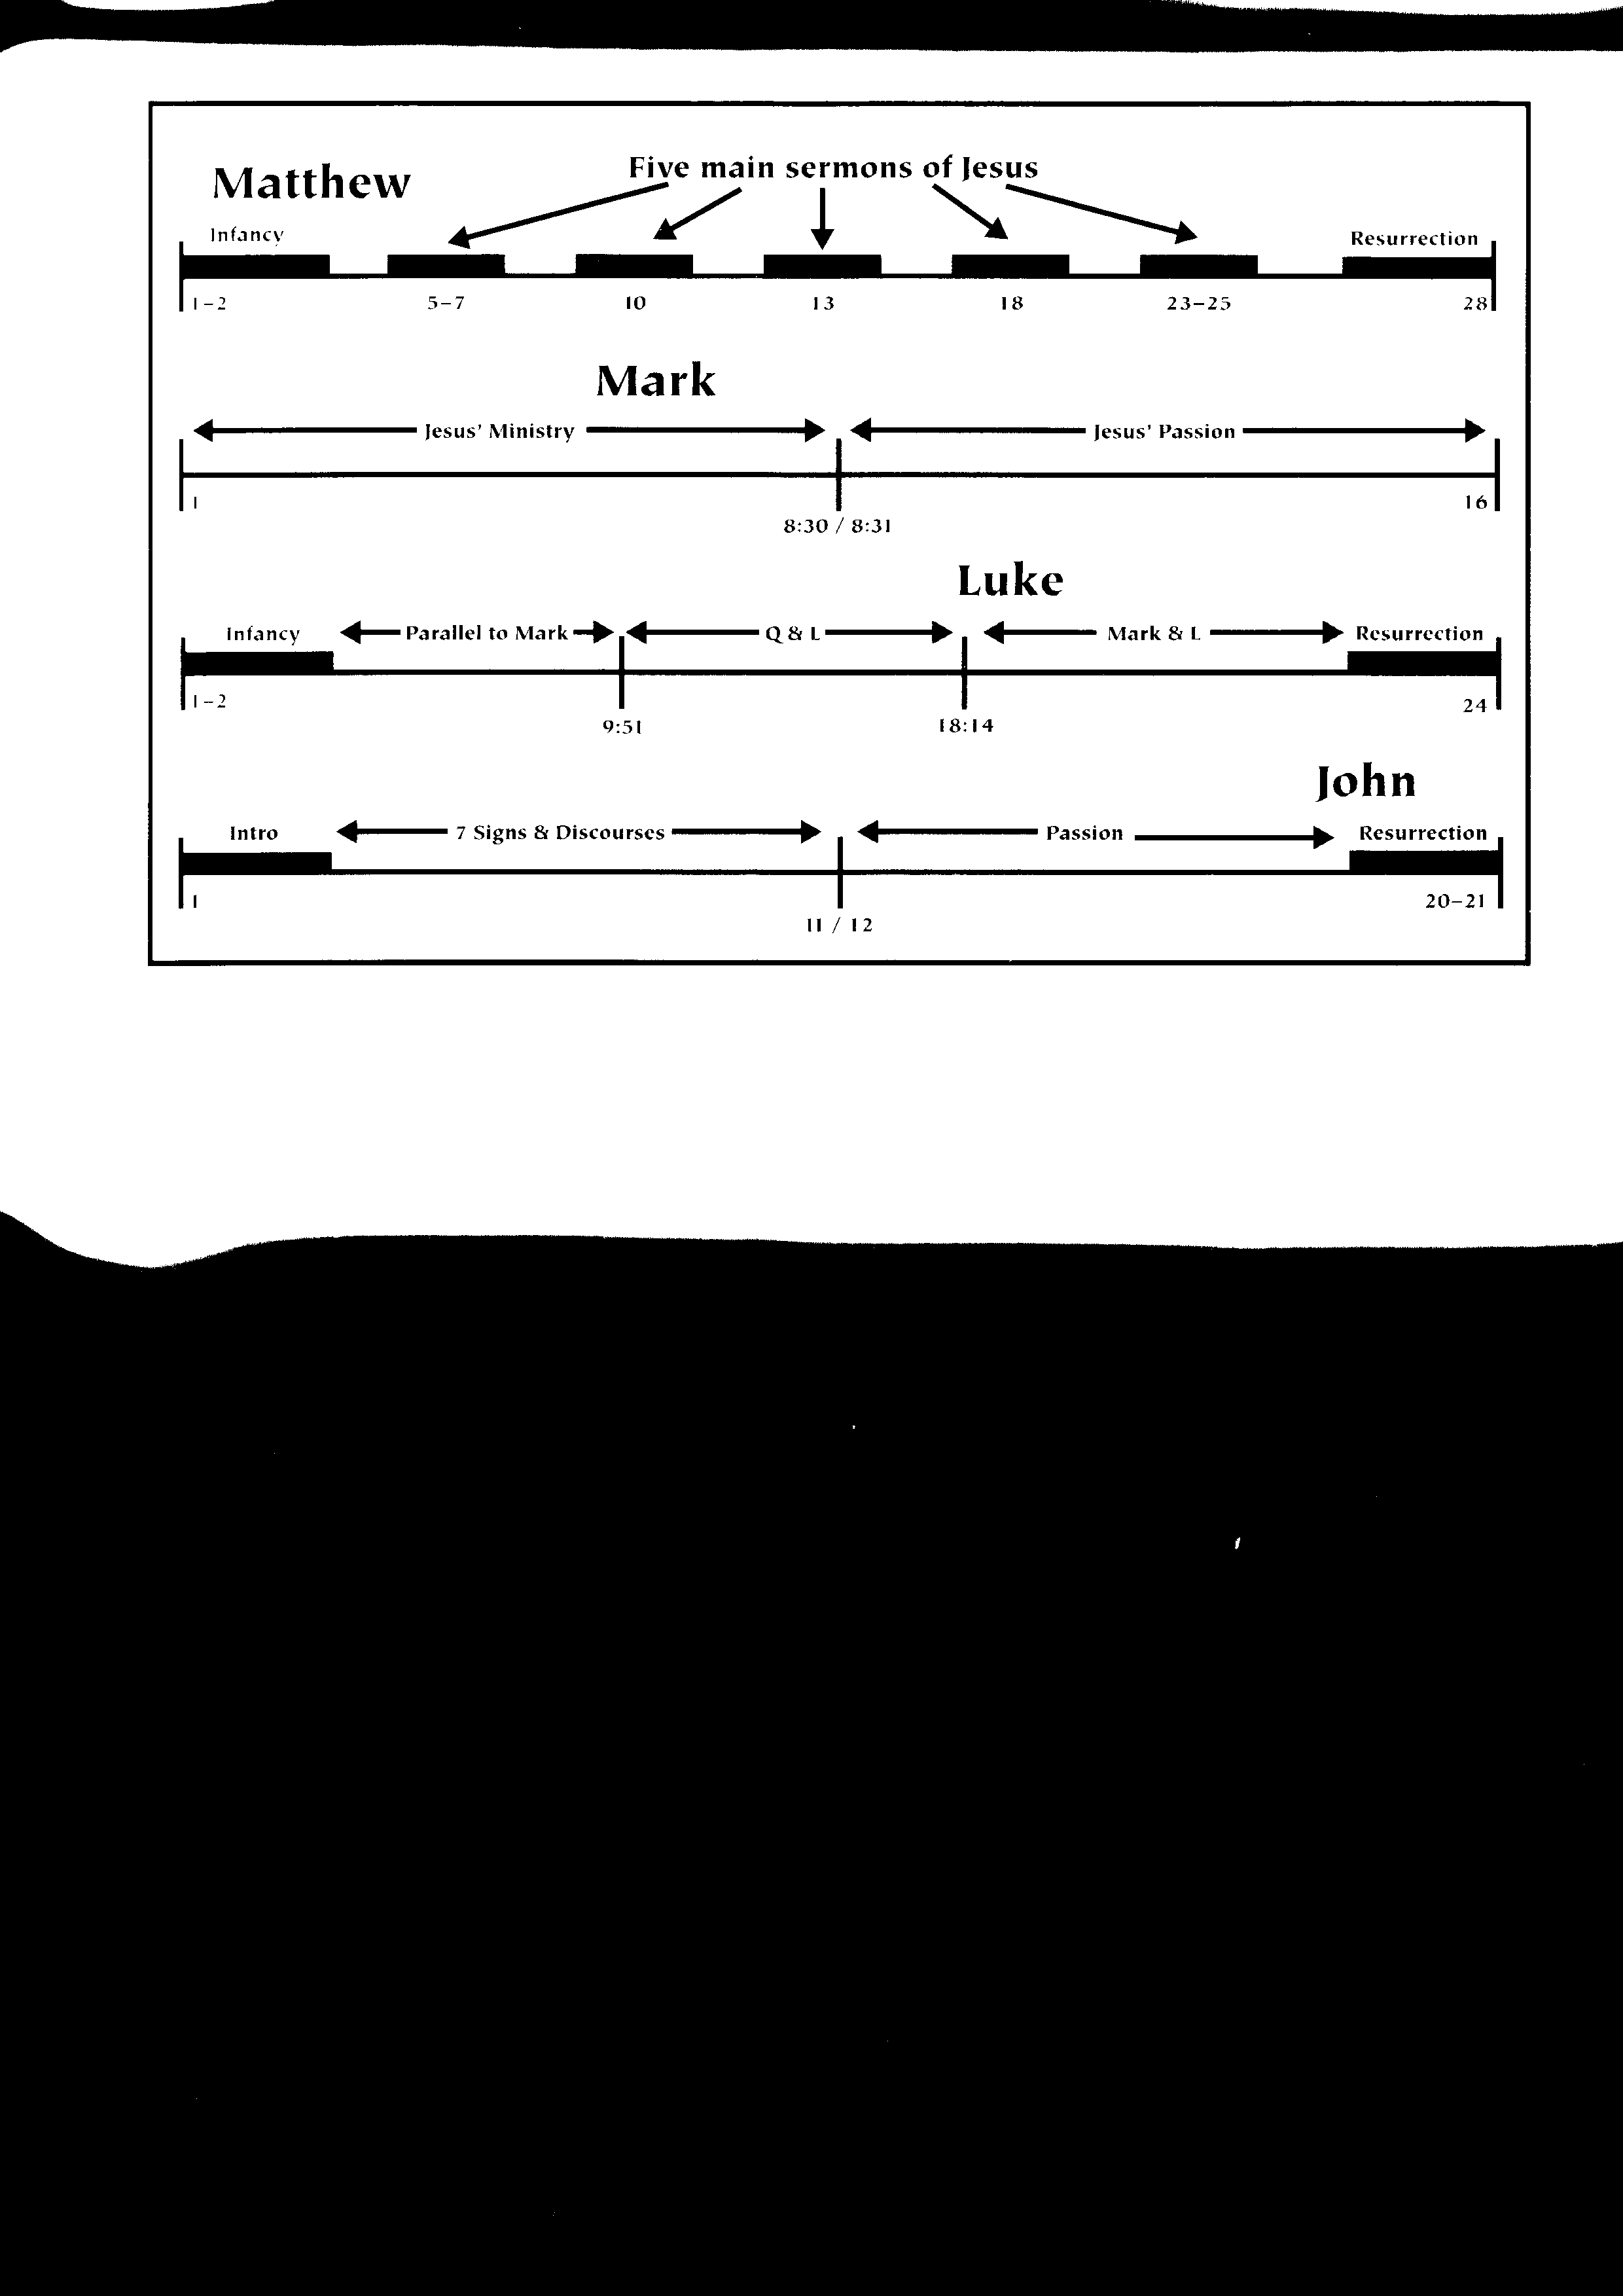 Matthew
Five main sermons of Jesus
Infancy
Resurrection
1–2 5–7 10 13 18 23–25 28
Mark
Jesus’ Ministry Jesus’ Passion
1 16
8:30 / 8:31
Luke
Infancy Parallel to Mark Q & L Mark & L Resurrection
1–2 24
9:51 18:14
John
Intro 7 Signs & Discourses Passion Resurrection
1 20–21
11 / 12